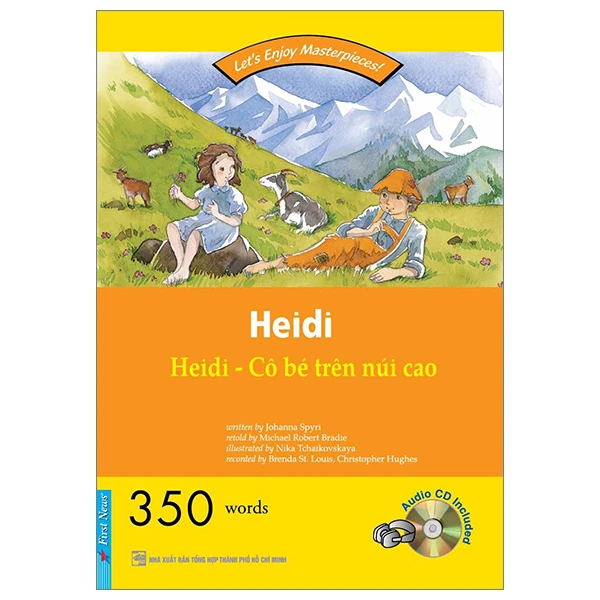 Let's Enjoy Masterpieces!
Heidi
Heidi - Cô bé trên núi cao
written by Johanna Spyri
retold by Michael Robert Bradie
illustrated by Nika Tchaikovskaya
recorded by Brenda St. Louis, Christopher Hughes
350 words
Audio CD Included
First News
NHÀ XUẤT BẢN TỔNG HỢP THÀNH PHỐ HỒ CHÍ MINH